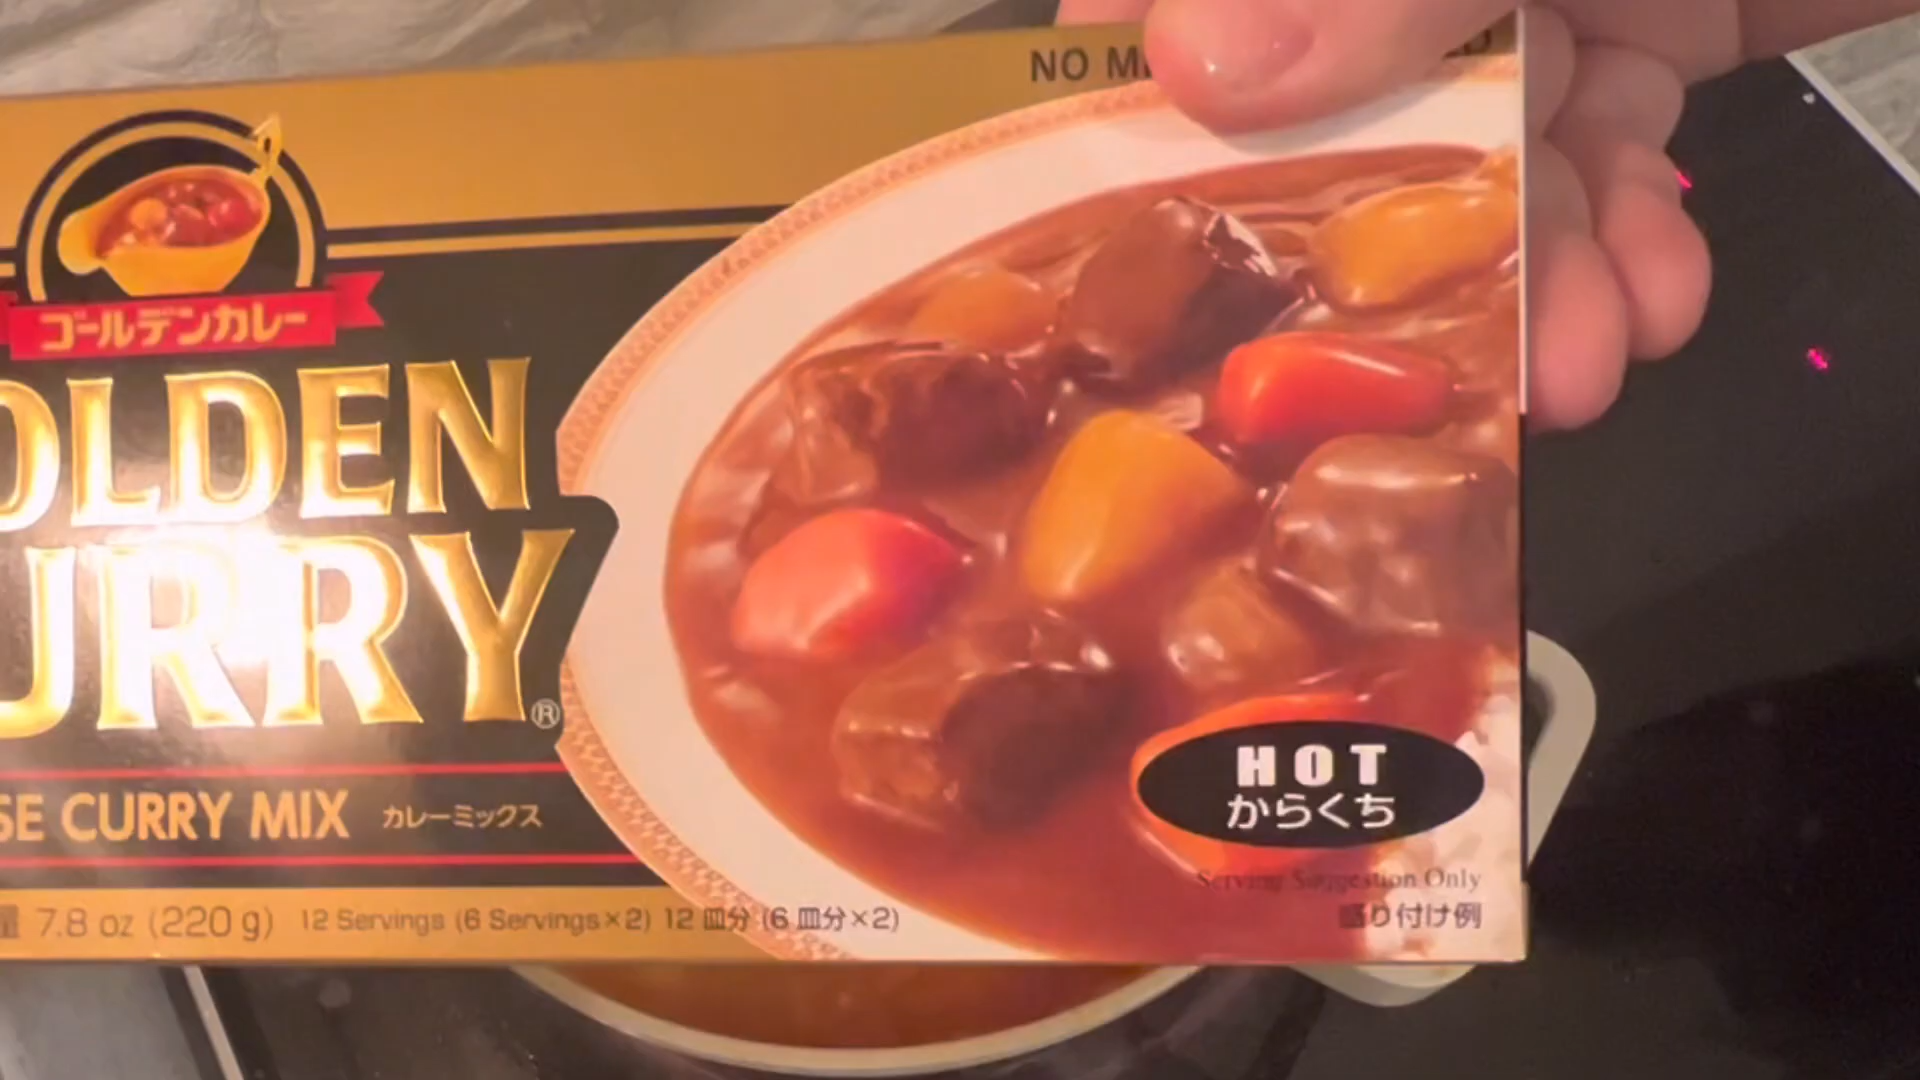 NO
ゴールデンカレー
OLDEN
URRY®
SE CURRY MIX カレーミックス
HOT
からくち
Serving Suggestion Only
盛り付け例
量 7.8 oz (220 g) 12 Servings (6 Servings×2) 12 皿分 (6 皿分×2)